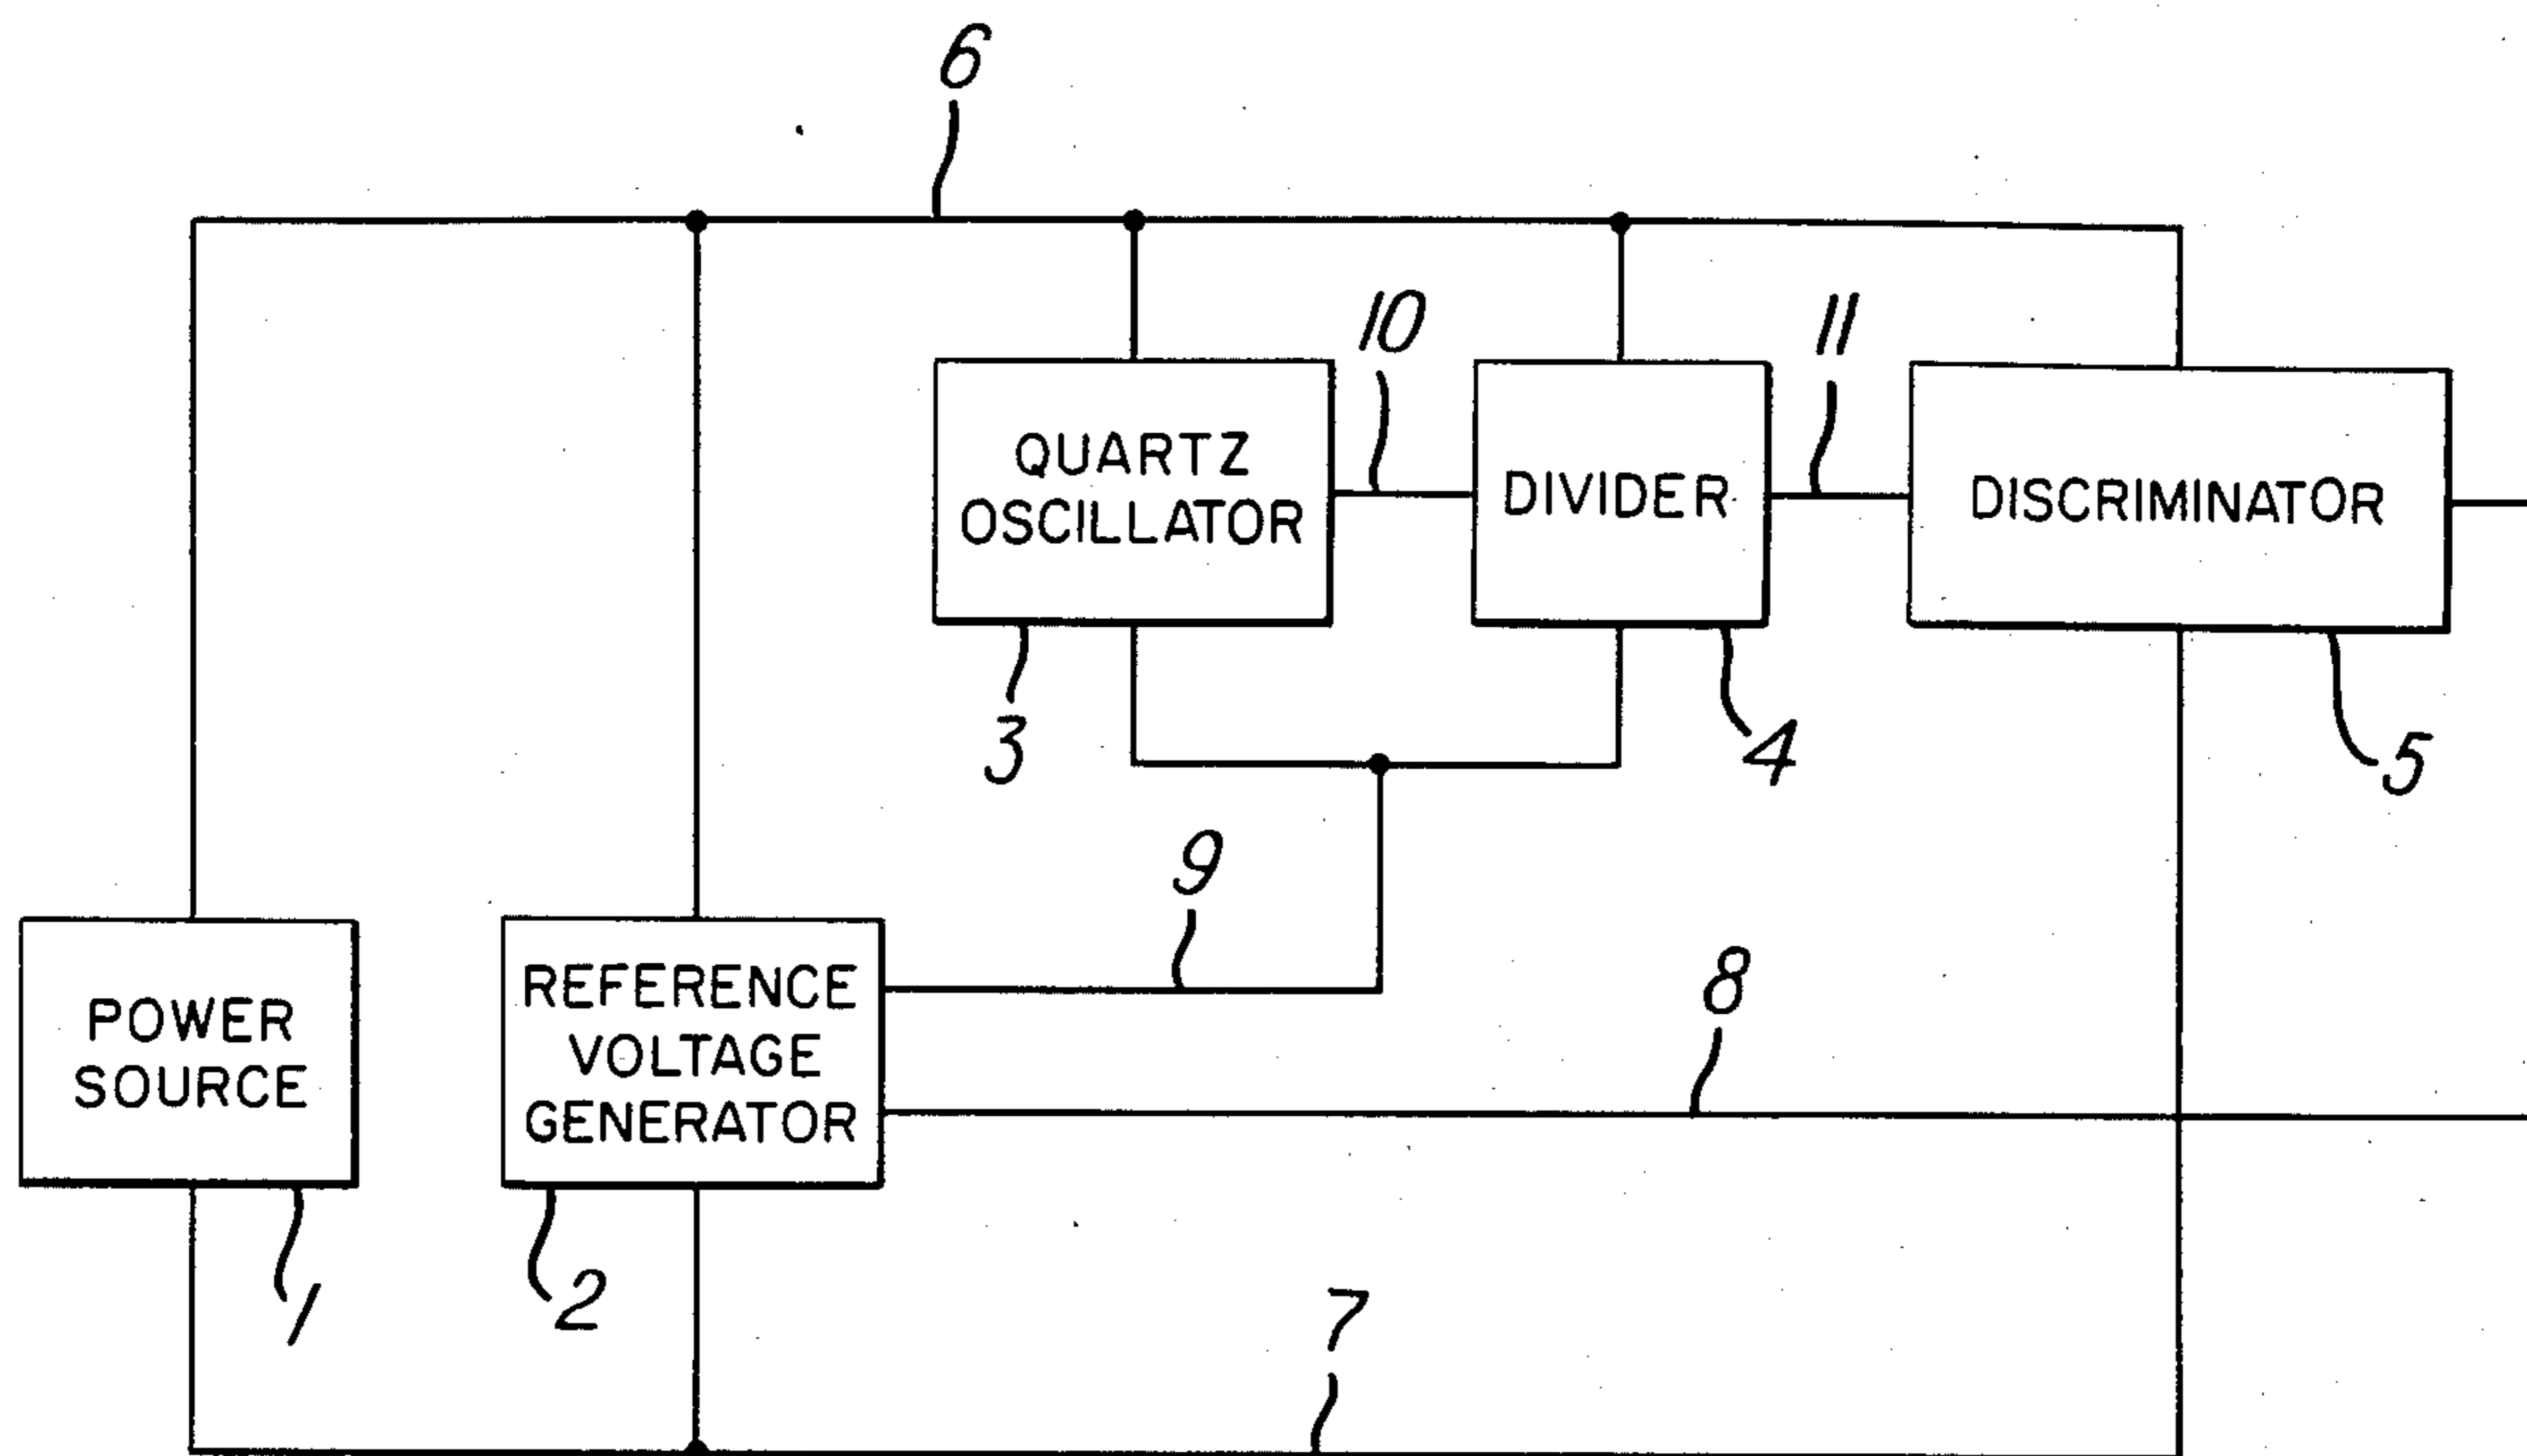 6
10
11
QUARTZ
OSCILLATOR
DIVIDER
DISCRIMINATOR
3
4
5
9
8
POWER
SOURCE
REFERENCE
VOLTAGE
GENERATOR
1
2
7